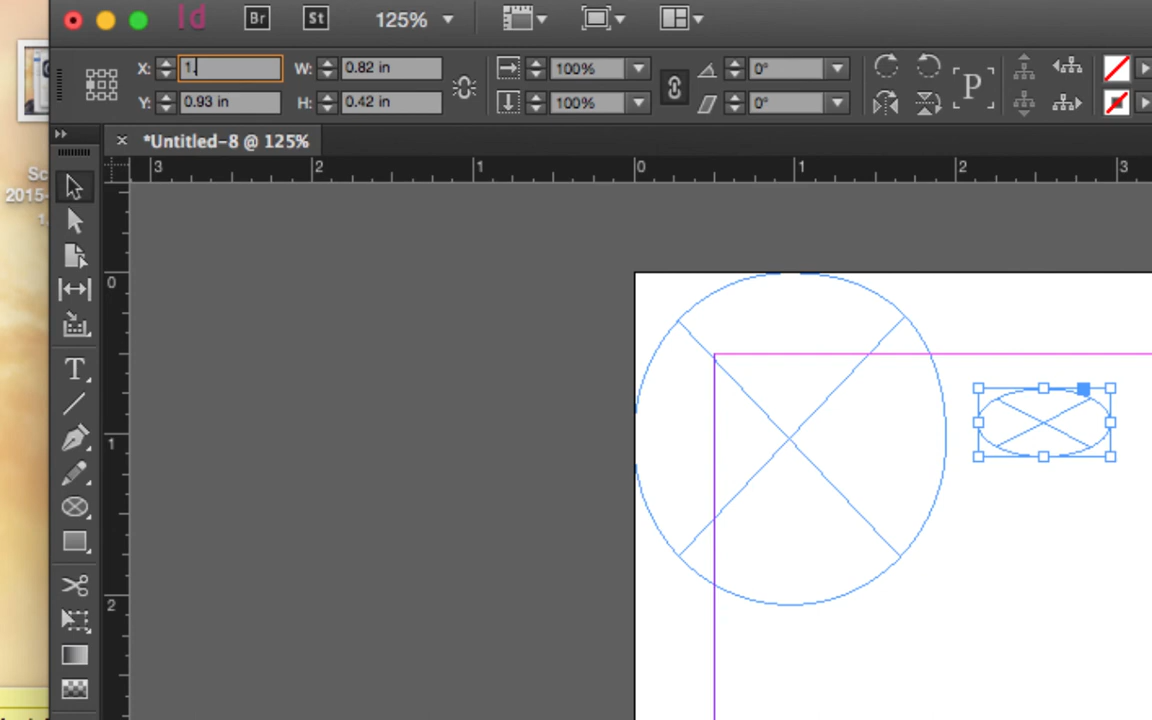 Id Br St 125%
X: 1. W: 0.82 in 100% 0°
Y: 0.93 in H: 0.42 in 100% 0° P
× *Untitled-8 @ 125%
3 2 1 0 1 2 3
Sc
2015-
0
T
1
2